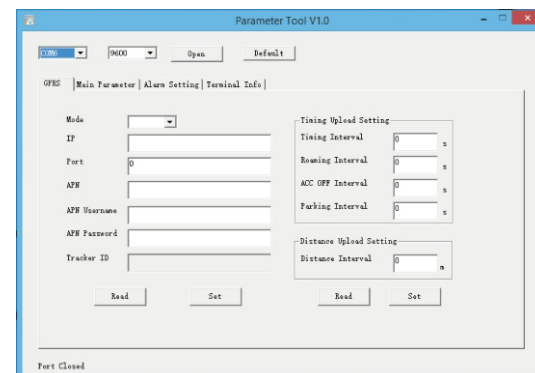 Parameter Tool V1.0
COM6 9600 Open Default
GPRS Main Parameter Alarm Setting Terminal Info
Mode
IP
Port 0
APN
APN Username
APN Password
Tracker ID
Read Set
Timing Upload Setting
Timing Interval 0 s
Roaming Interval 0 s
ACC OFF Interval 0 s
Parking Interval 0 s
Distance Upload Setting
Distance Interval 0 m
Read Set
Port Closed